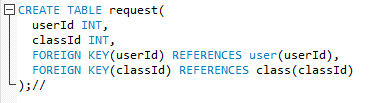 CREATE TABLE request(
userId INT,
classId INT,
FOREIGN KEY(userId) REFERENCES user(userId),
FOREIGN KEY(classId) REFERENCES class(classId)
);//